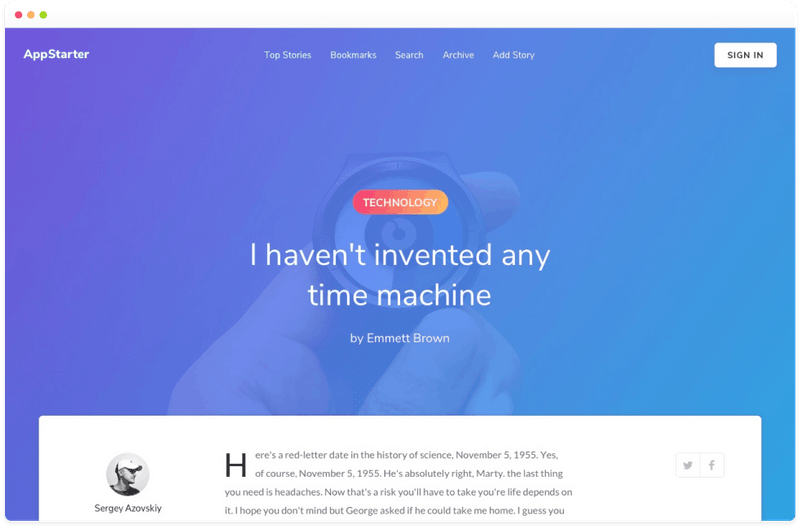 AppStarter
Top Stories Bookmarks Search Archive Add Story
SIGN IN
TECHNOLOGY
I haven't invented any
time machine
by Emmett Brown
Here's a red-letter date in the history of science, November 5, 1955. Yes,
of course, November 5, 1955. He's absolutely right, Marty. the last thing
you need is headaches. Now that's a risk you'll have to take you're life depends on
it. I hope you don't mind but George asked if he could take me home. I guess you
Sergey Azovskiy